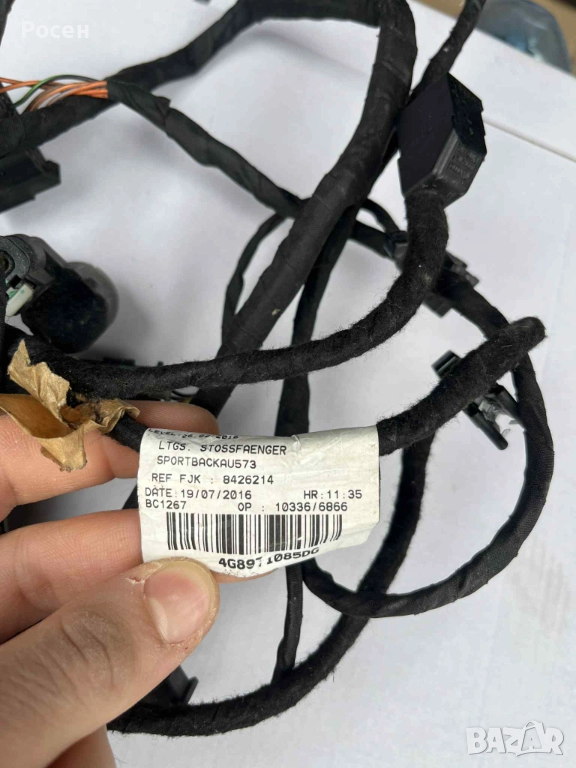 Росен
LTGS. STOSSFAENGER
SPORTBACKAU573
REF FJK : 8426214
DATE:19/07/2016 HR:11:35
BC1267 OP : 10336/6866
4G8971085DG
BAZAR